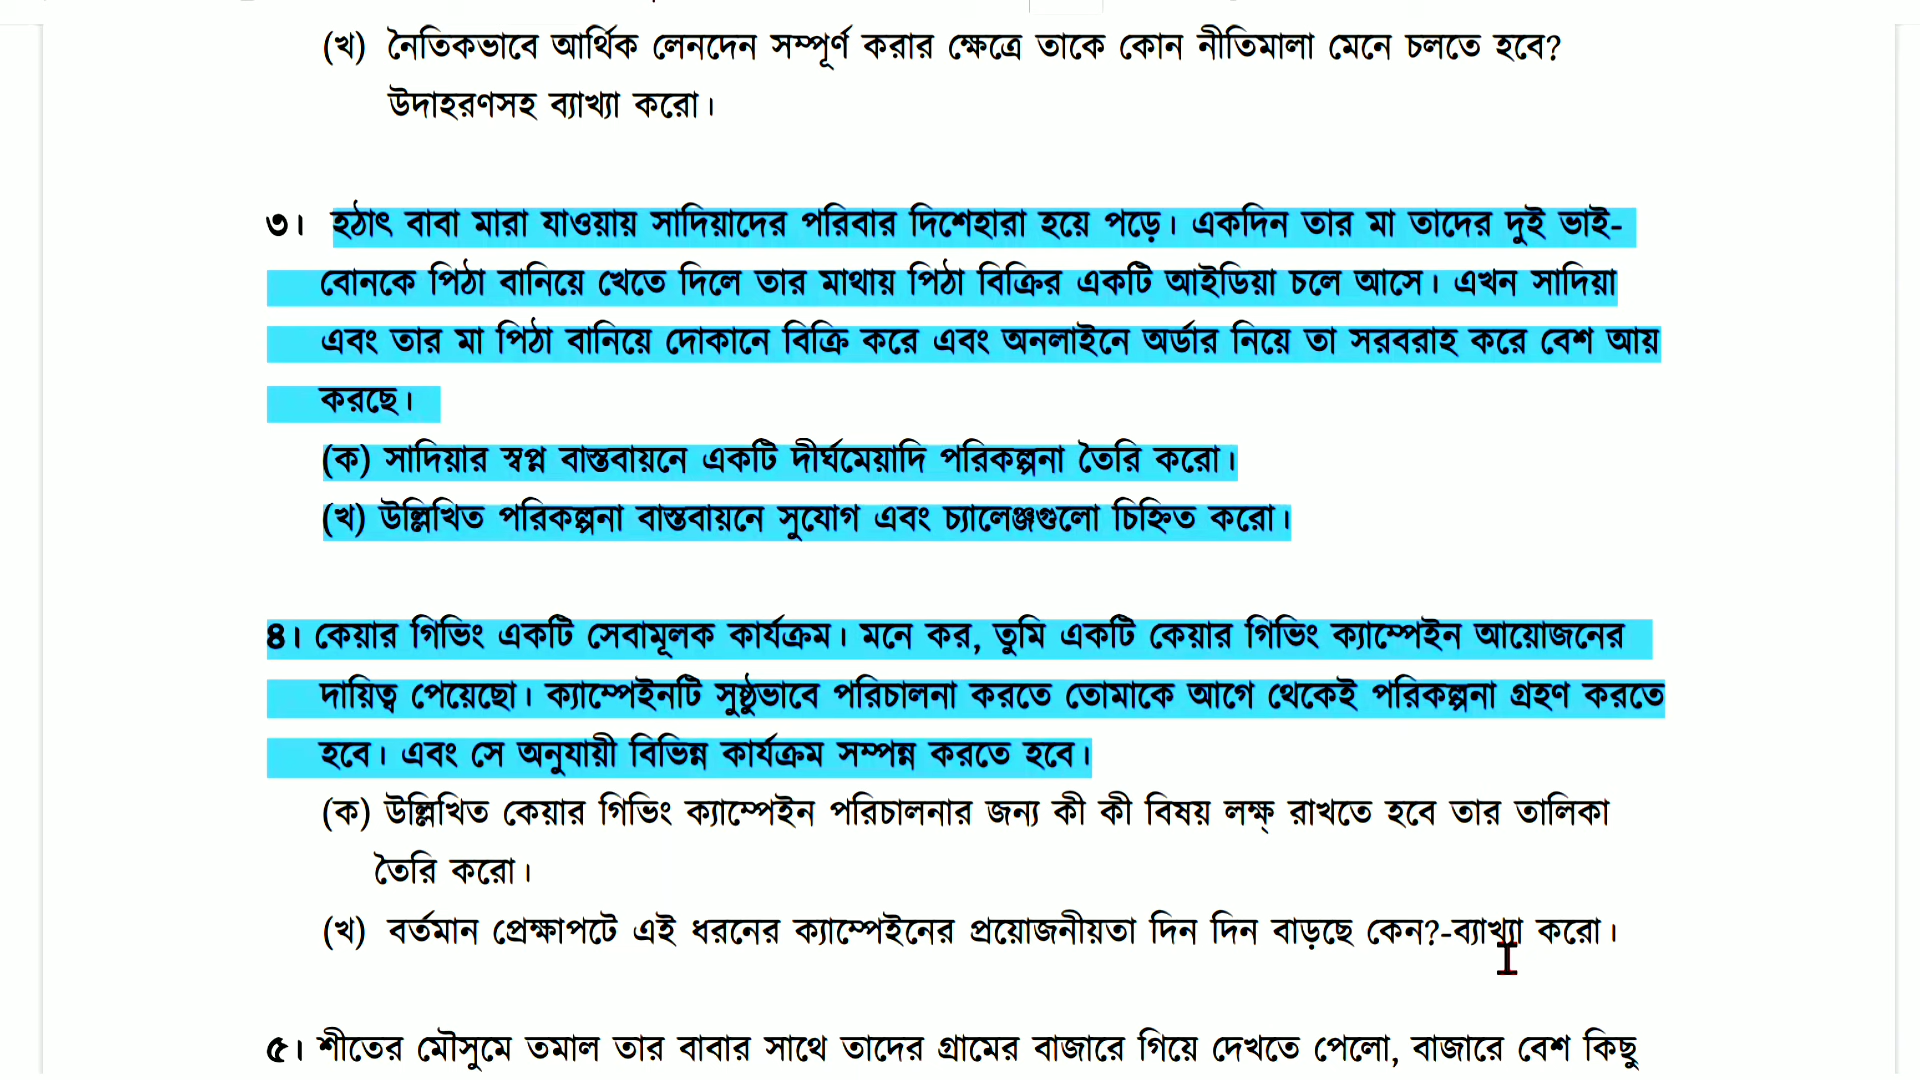 (খ) নৈতিকভাবে আর্থিক লেনদেন সম্পূর্ণ করার ক্ষেত্রে তাকে কোন নীতিমালা মেনে চলতে হবে?
উদাহরণসহ ব্যাখ্যা করো।
৩। হঠাৎ বাবা মারা যাওয়ায় সাদিয়াদের পরিবার দিশেহারা হয়ে পড়ে। একদিন তার মা তাদের দুই ভাই-
বোনকে পিঠা বানিয়ে খেতে দিলে তার মাথায় পিঠা বিক্রির একটি আইডিয়া চলে আসে। এখন সাদিয়া
এবং তার মা পিঠা বানিয়ে দোকানে বিক্রি করে এবং অনলাইনে অর্ডার নিয়ে তা সরবরাহ করে বেশ আয়
করছে।
(ক) সাদিয়ার স্বপ্ন বাস্তবায়নে একটি দীর্ঘমেয়াদি পরিকল্পনা তৈরি করো।
(খ) উল্লিখিত পরিকল্পনা বাস্তবায়নে সুযোগ এবং চ্যালেঞ্জগুলো চিহ্নিত করো।
৪। কেয়ার গিভিং একটি সেবামূলক কার্যক্রম। মনে কর, তুমি একটি কেয়ার গিভিং ক্যাম্পেইন আয়োজনের
দায়িত্ব পেয়েছো। ক্যাম্পেইনটি সুষ্ঠুভাবে পরিচালনা করতে তোমাকে আগে থেকেই পরিকল্পনা গ্রহণ করতে
হবে। এবং সে অনুযায়ী বিভিন্ন কার্যক্রম সম্পন্ন করতে হবে।
(ক) উল্লিখিত কেয়ার গিভিং ক্যাম্পেইন পরিচালনার জন্য কী কী বিষয় লক্ষ্ রাখতে হবে তার তালিকা
তৈরি করো।
(খ) বর্তমান প্রেক্ষাপটে এই ধরনের ক্যাম্পেইনের প্রয়োজনীয়তা দিন দিন বাড়ছে কেন?-ব্যাখ্যা করো।
৫। শীতের মৌসুমে তমাল তার বাবার সাথে তাদের গ্রামের বাজারে গিয়ে দেখতে পেলো, বাজারে বেশ কিছু